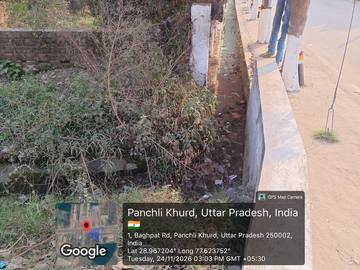 GPS Map Camera
Panchli Khurd, Uttar Pradesh, India
1, Baghpat Rd, Panchli Khurd, Uttar Pradesh 250002,
India
Lat 28.967204° Long 77.623752°
Tuesday, 24/11/2026 03:03 PM GMT +05:30
Google